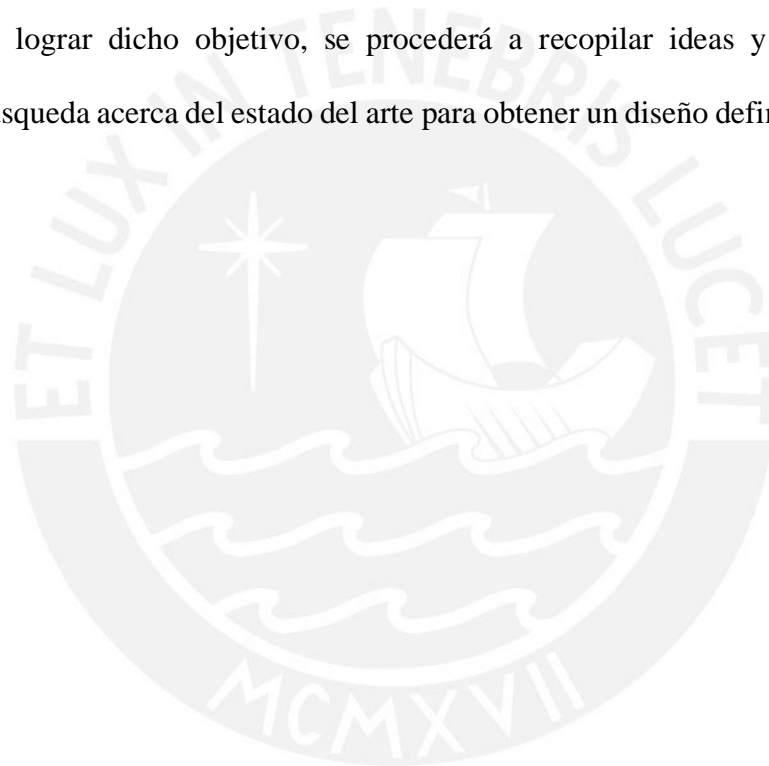 lograr dicho objetivo, se procederá a recopilar ideas y
acerca del estado del arte para obtener un diseño
ET LUX IN TENEBRIS LUCET
MCMXVII